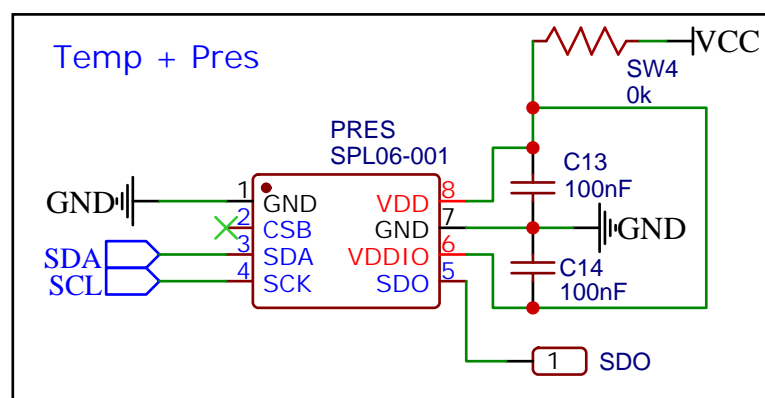 Temp + Pres
VCC
SW4
0k
PRES
SPL06-001
C13
100nF
GND
1
GND
VDD
8
2
CSB
GND
7
GND
SDA
3
SDA
VDDIO
6
C14
SCL
4
SCK
SDO
5
100nF
1
SDO